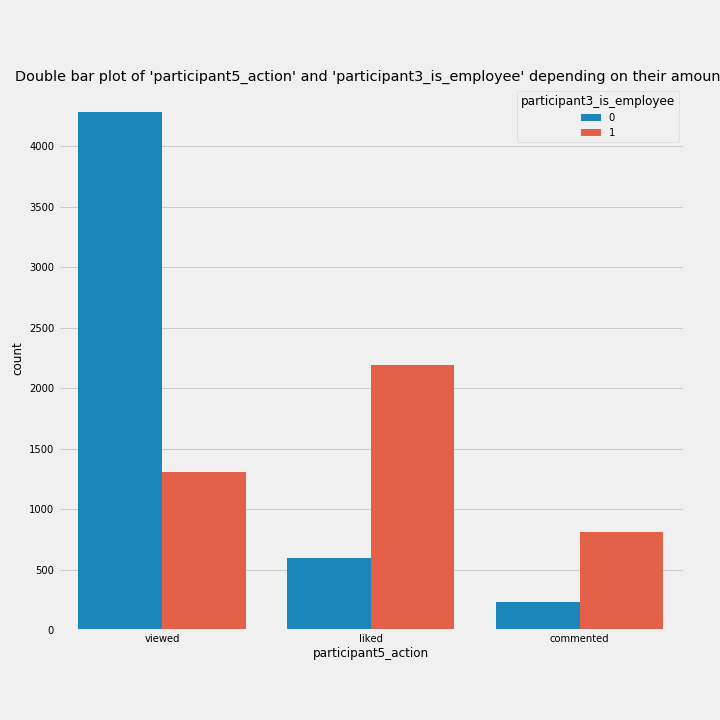 Double bar plot of 'participant5_action' and 'participant3_is_employee' depending on their amoun
participant3_is_employee
0
1
4000
3500
3000
2500
2000
1500
1000
500
0
count
viewed
liked
commented
participant5_action